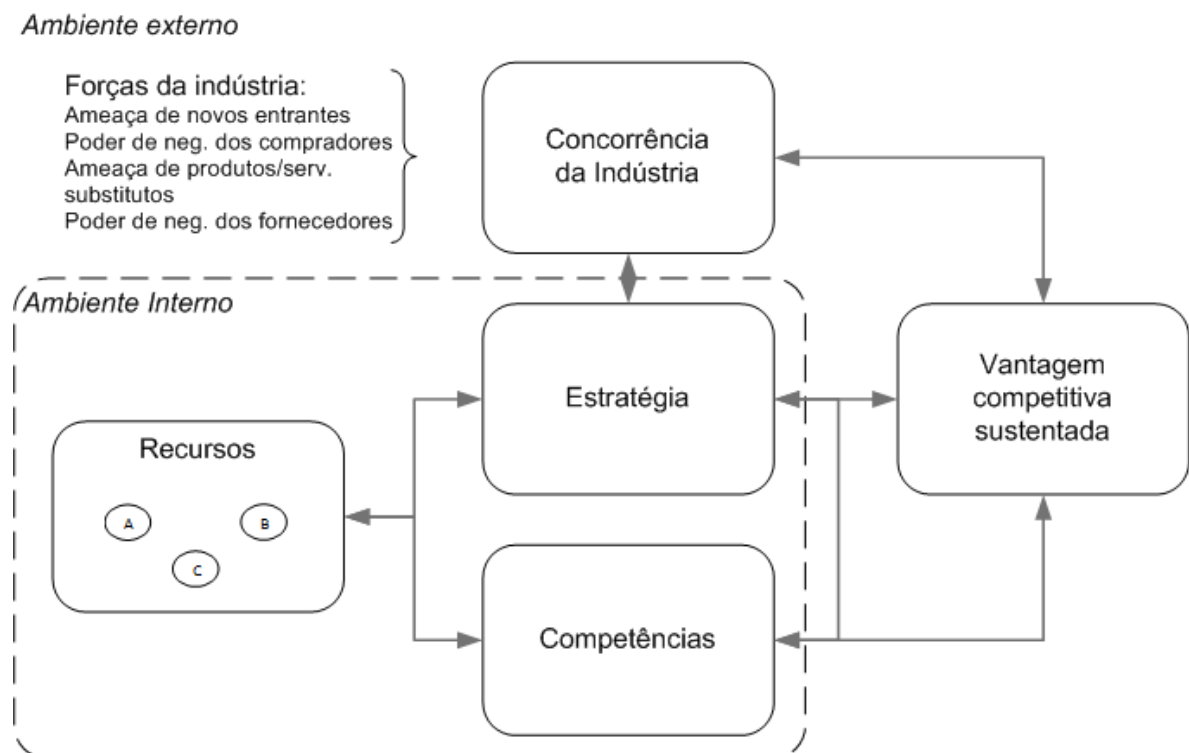 Ambiente externo
Forças da indústria:
Ameaça de novos entrantes
Poder de neg. dos compradores
Ameaça de produtos/serv.
substitutos
Poder de neg. dos fornecedores
Concorrência
da Indústria
Ambiente Interno
Estratégia
Vantagem
competitiva
sustentada
Recursos
A
B
C
Competências